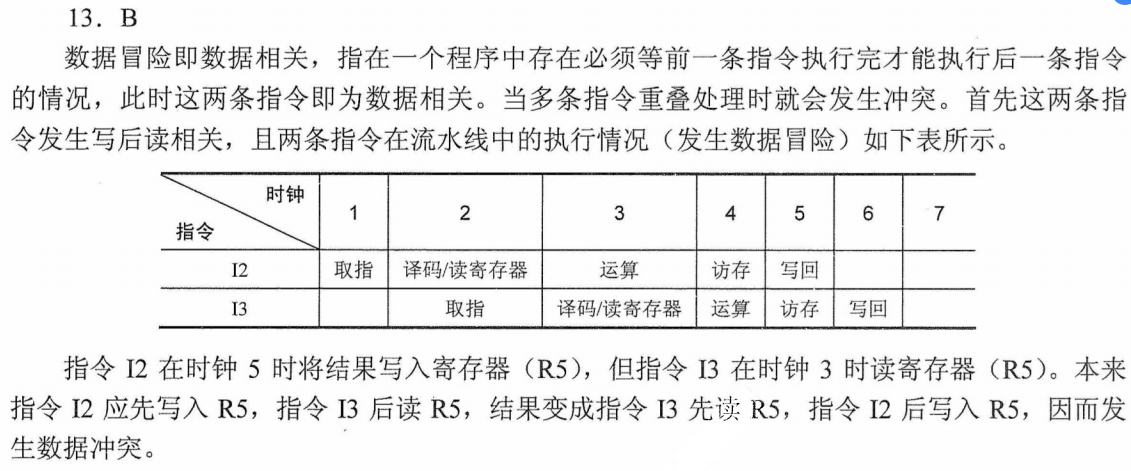 13．B
数据冒险即数据相关，指在一个程序中存在必须等前一条指令执行完才能执行后一条指令
的情况，此时这两条指令即为数据相关。当多条指令重叠处理时就会发生冲突。首先这两条指
令发生写后读相关，且两条指令在流水线中的执行情况（发生数据冒险）如下表所示。
时钟 指令 1 2 3 4 5 6 7
I2 取指 译码/读寄存器 运算 访存 写回
I3 取指 译码/读寄存器 运算 访存 写回
指令 I2 在时钟 5 时将结果写入寄存器（R5），但指令 I3 在时钟 3 时读寄存器（R5）。本来
指令 I2 应先写入 R5，指令 I3 后读 R5，结果变成指令 I3 先读 R5，指令 I2 后写入 R5，因而发
生数据冲突。